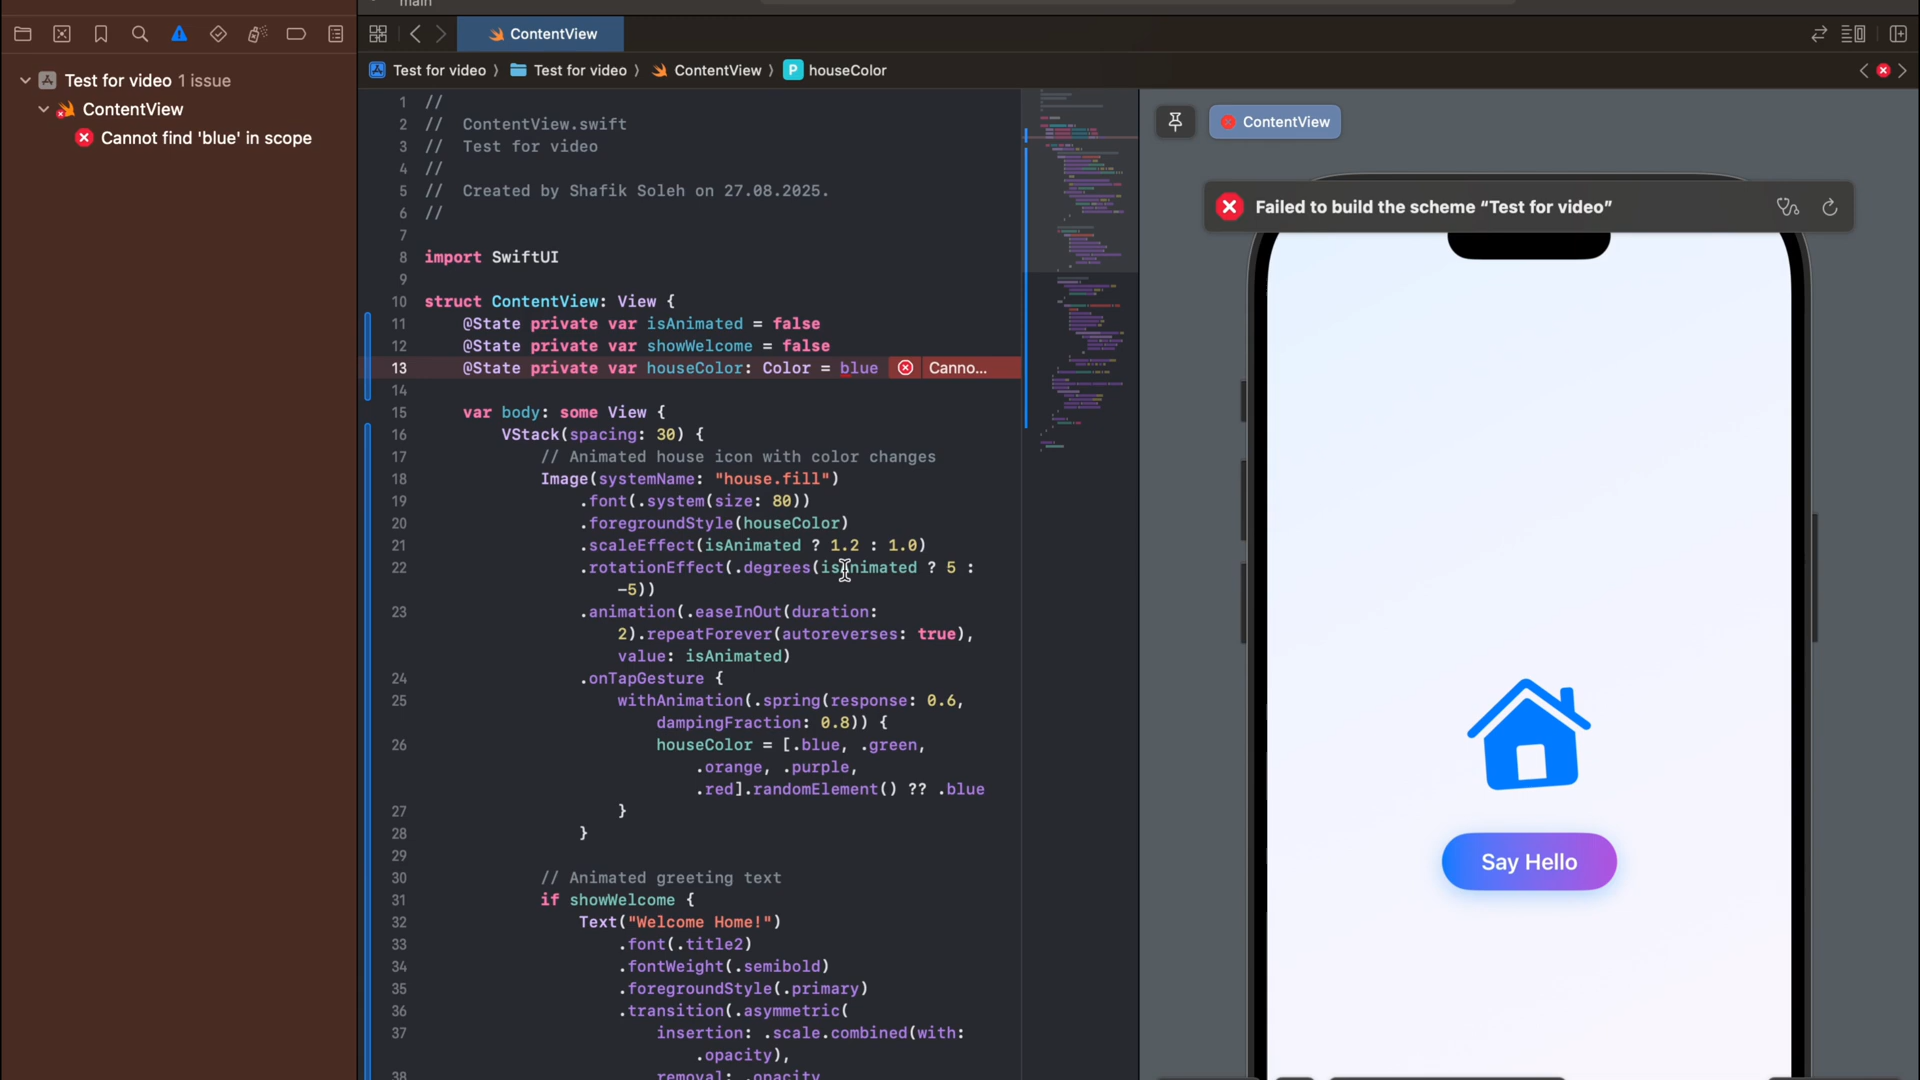 main
ContentView
Test for video 1 issue
ContentView
Cannot find 'blue' in scope
Test for video
Test for video
ContentView
P
houseColor
1 //
2 // ContentView.swift
3 // Test for video
4 //
5 // Created by Shafik Soleh on 27.08.2025.
6 //
7
8 import SwiftUI
9
10 struct ContentView: View {
11 @State private var isAnimated = false
12 @State private var showWelcome = false
13 @State private var houseColor: Color = blue Canno...
14
15 var body: some View {
16 VStack(spacing: 30) {
17 // Animated house icon with color changes
18 Image(systemName: "house.fill")
19 .font(.system(size: 80))
20 .foregroundStyle(houseColor)
21 .scaleEffect(isAnimated ? 1.2 : 1.0)
22 .rotationEffect(.degrees(isAnimated ? 5 :
-5))
23 .animation(.easeInOut(duration:
2).repeatForever(autoreverses: true),
value: isAnimated)
24 .onTapGesture {
25 withAnimation(.spring(response: 0.6,
dampingFraction: 0.8)) {
26 houseColor = [.blue, .green,
.orange, .purple,
.red].randomElement() ?? .blue
27 }
28 }
29
30 // Animated greeting text
31 if showWelcome {
32 Text("Welcome Home!")
33 .font(.title2)
34 .fontWeight(.semibold)
35 .foregroundStyle(.primary)
36 .transition(.asymmetric(
37 insertion: .scale.combined(with:
.opacity),
38 removal: .opacity
ContentView
Failed to build the scheme “Test for video”
Say Hello